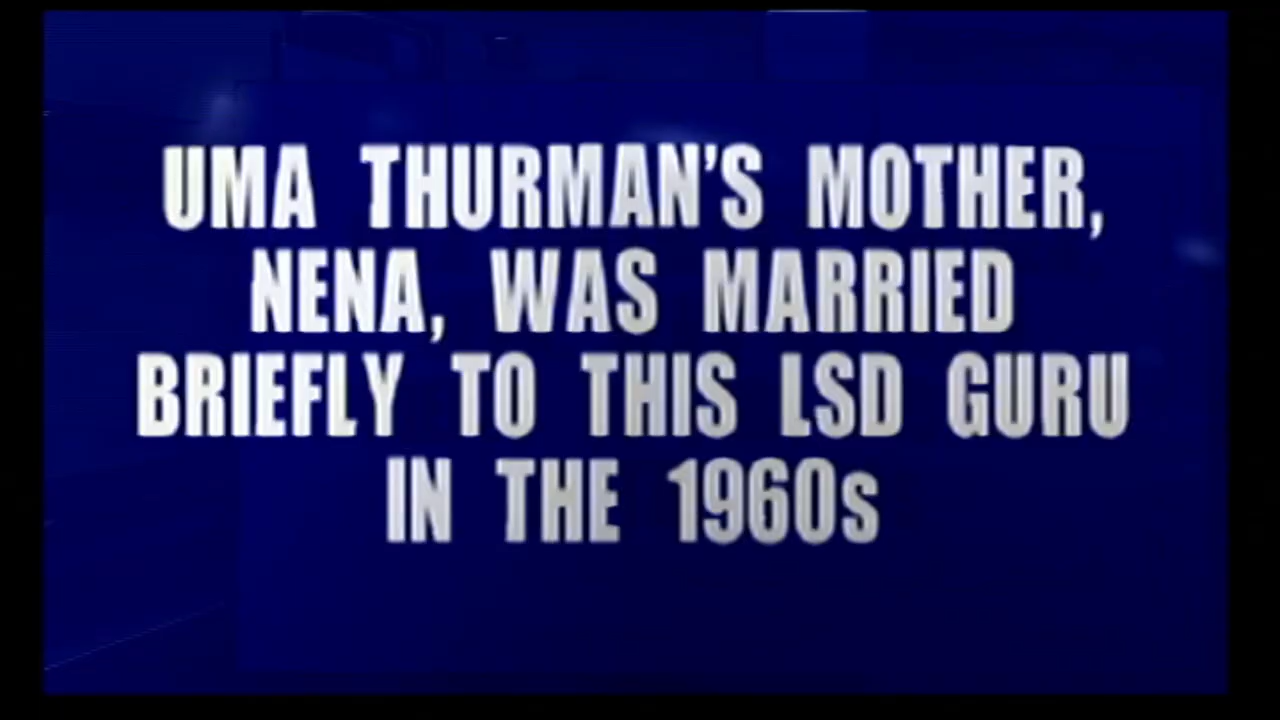 UMA THURMAN'S MOTHER,
NENA, WAS MARRIED
BRIEFLY TO THIS LSD GURU
IN THE 1960s